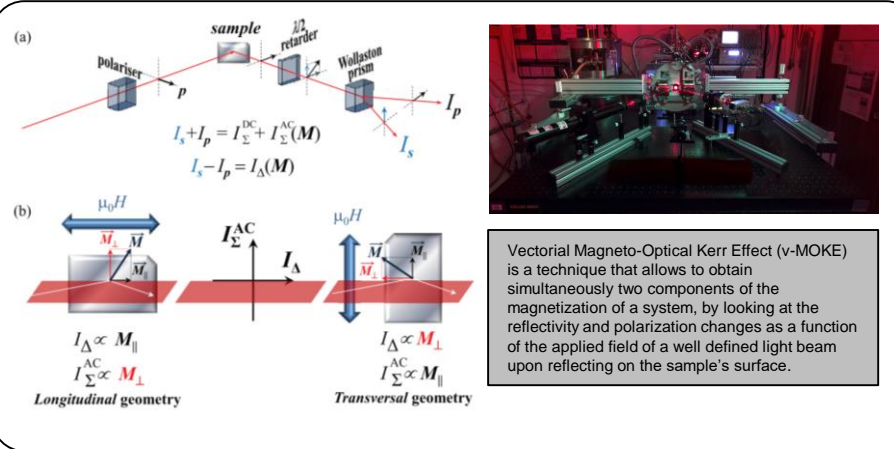 (a)
sample
λ/2
retarder
polariser
Wollaston
prism
p
I_p
I_s
I_s+I_p = I_Σ^DC + I_Σ^AC(M)
I_s−I_p = I_Δ(M)
(b)
μ₀H
M⊥ M
M∥
I_Σ^AC
I_Δ
μ₀H
M M∥
M⊥
I_Δ ∝ M∥
I_Σ^AC ∝ M⊥
Longitudinal geometry
I_Δ ∝ M⊥
I_Σ^AC ∝ M∥
Transversal geometry
Vectorial Magneto-Optical Kerr Effect (v-MOKE)
is a technique that allows to obtain
simultaneously two components of the
magnetization of a system, by looking at the
reflectivity and polarization changes as a function
of the applied field of a well defined light beam
upon reflecting on the sample's surface.